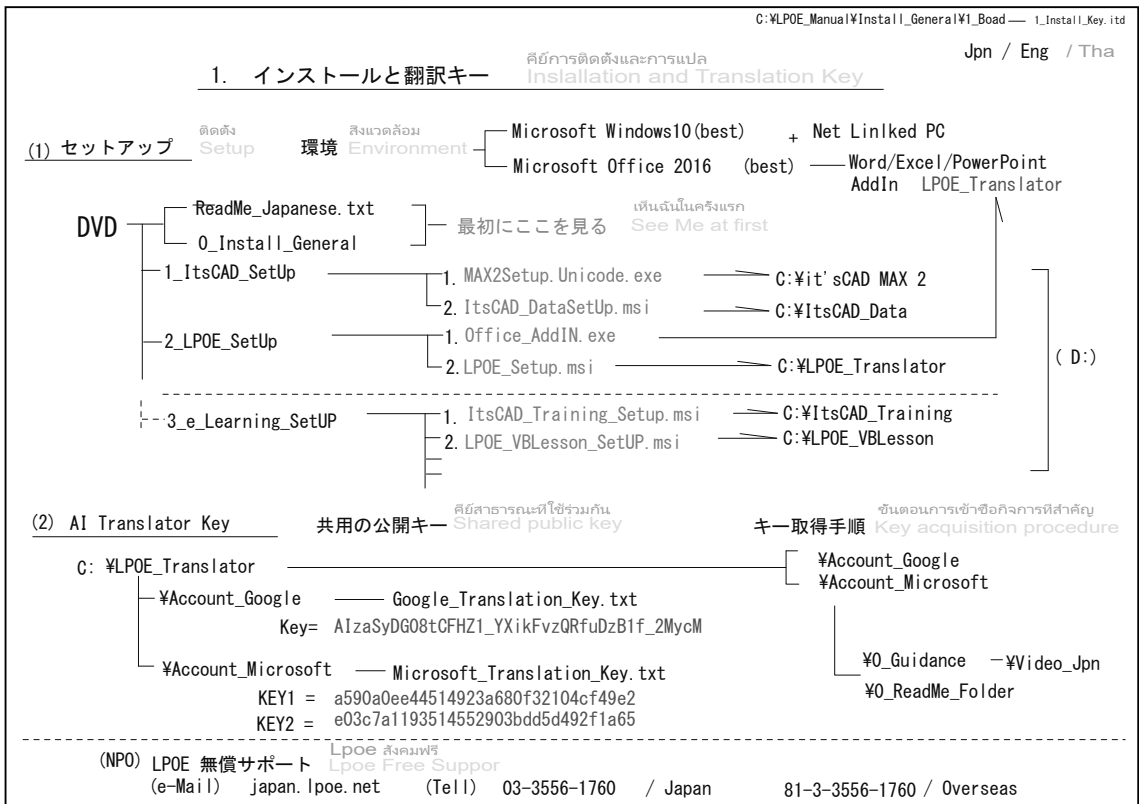 C:¥LPOE_Manual¥Install_General¥1_Boad — 1_Install_Key.itd
Jpn / Eng / Tha
คีย์การติดตั้งและการแปล
1. インストールと翻訳キー Inslallation and Translation Key
ติดตั้ง
(1) セットアップ Setup
สิ่งแวดล้อม
環境 Environment
Microsoft Windows10(best) + Net Linlked PC
Microsoft Office 2016 (best) Word/Excel/PowerPoint
AddIn LPOE_Translator
DVD
ReadMe_Japanese.txt
0_Install_General
เห็นฉันในครั้งแรก
最初にここを見る See Me at first
1_ItsCAD_SetUp 1. MAX2Setup.Unicode.exe C:¥it'sCAD MAX 2
2. ItsCAD_DataSetUp.msi C:¥ItsCAD_Data
2_LPOE_SetUp 1. Office_AddIN.exe
2. LPOE_Setup.msi C:¥LPOE_Translator
( D:)
3_e_Learning_SetUP 1. ItsCAD_Training_Setup.msi C:¥ItsCAD_Training
2. LPOE_VBLesson_SetUP.msi C:¥LPOE_VBLesson
(2) AI Translator Key
คีย์สาธารณะที่ใช้ร่วมกัน
共用の公開キー Shared public key
ขั้นตอนการเข้าซื้อกิจการที่สำคัญ
キー取得手順 Key acquisition procedure
C: ¥LPOE_Translator
¥Account_Google
¥Account_Microsoft
¥Account_Google Google_Translation_Key.txt
Key= AIzaSyDGO8tCFHZ1_YXikFvzQRfuDzB1f_2MycM
¥Account_Microsoft Microsoft_Translation_Key.txt
KEY1 = a590a0ee44514923a680f32104cf49e2
KEY2 = e03c7a1193514552903bdd5d492f1a65
¥0_Guidance ¥Video_Jpn
¥0_ReadMe_Folder
Lpoe สังคมฟรี
(NPO) LPOE 無償サポート Lpoe Free Suppor
(e-Mail) japan.lpoe.net (Tell) 03-3556-1760 / Japan 81-3-3556-1760 / Overseas